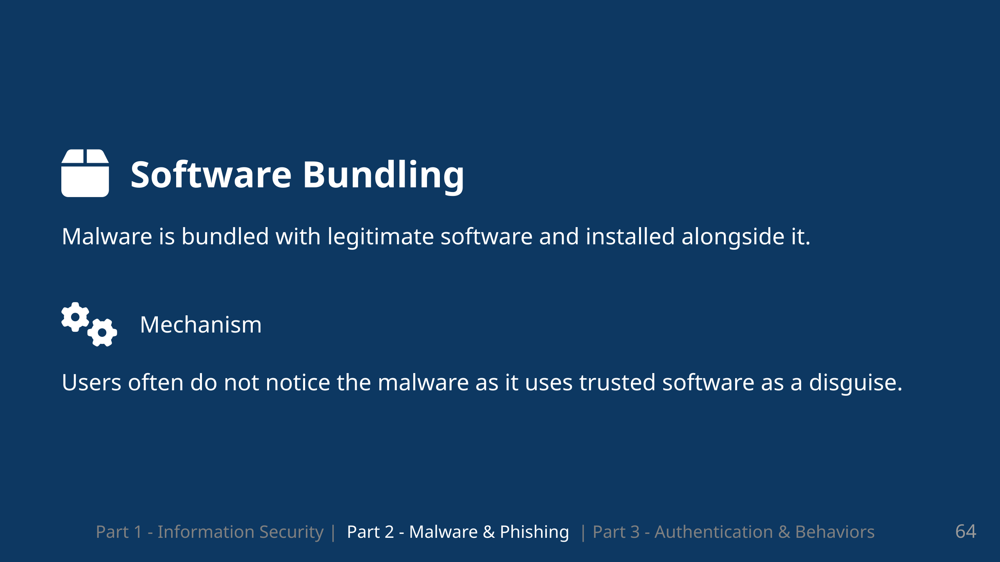 Software Bundling
Malware is bundled with legitimate software and installed alongside it.
Mechanism
Users often do not notice the malware as it uses trusted software as a disguise.
Part 1 - Information Security | Part 2 - Malware & Phishing | Part 3 - Authentication & Behaviors 64